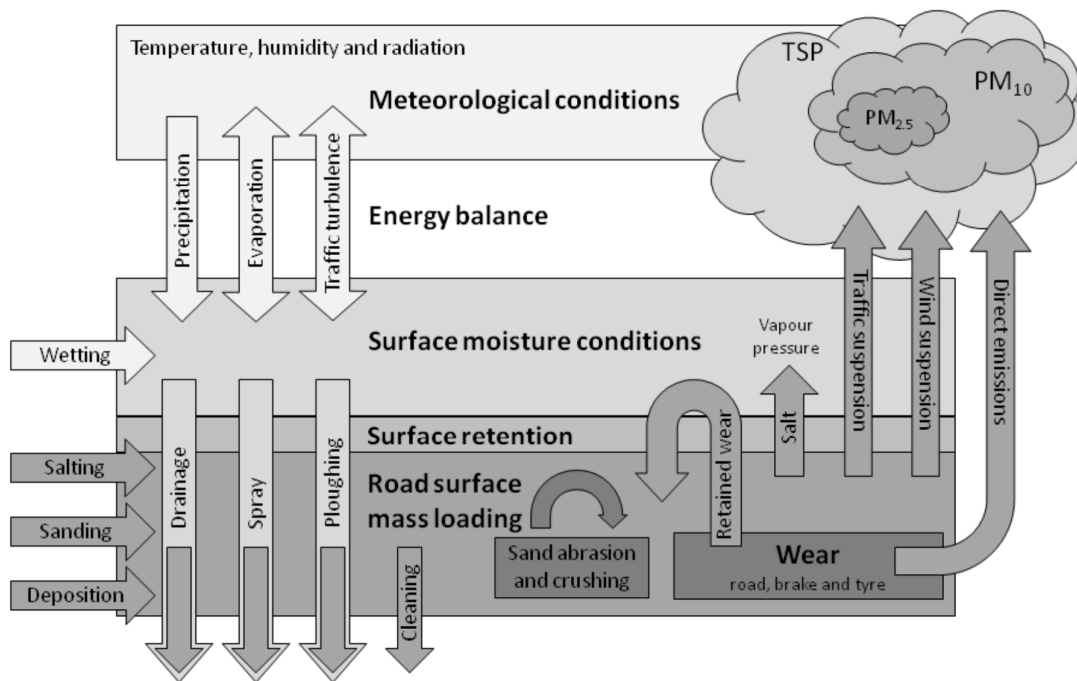 Temperature, humidity and radiation
TSP
Meteorological conditions
PM10
PM2.5
Precipitation
Evaporation
Traffic turbulence
Energy balance
Traffic suspension
Wind suspension
Direct emissions
Wetting
Surface moisture conditions
Vapour
pressure
Salt
Surface retention
Retained wear
Salting
Drainage
Spray
Ploughing
Road surface
mass loading
Sanding
Sand abrasion
and crushing
Wear
road, brake and tyre
Deposition
Cleaning